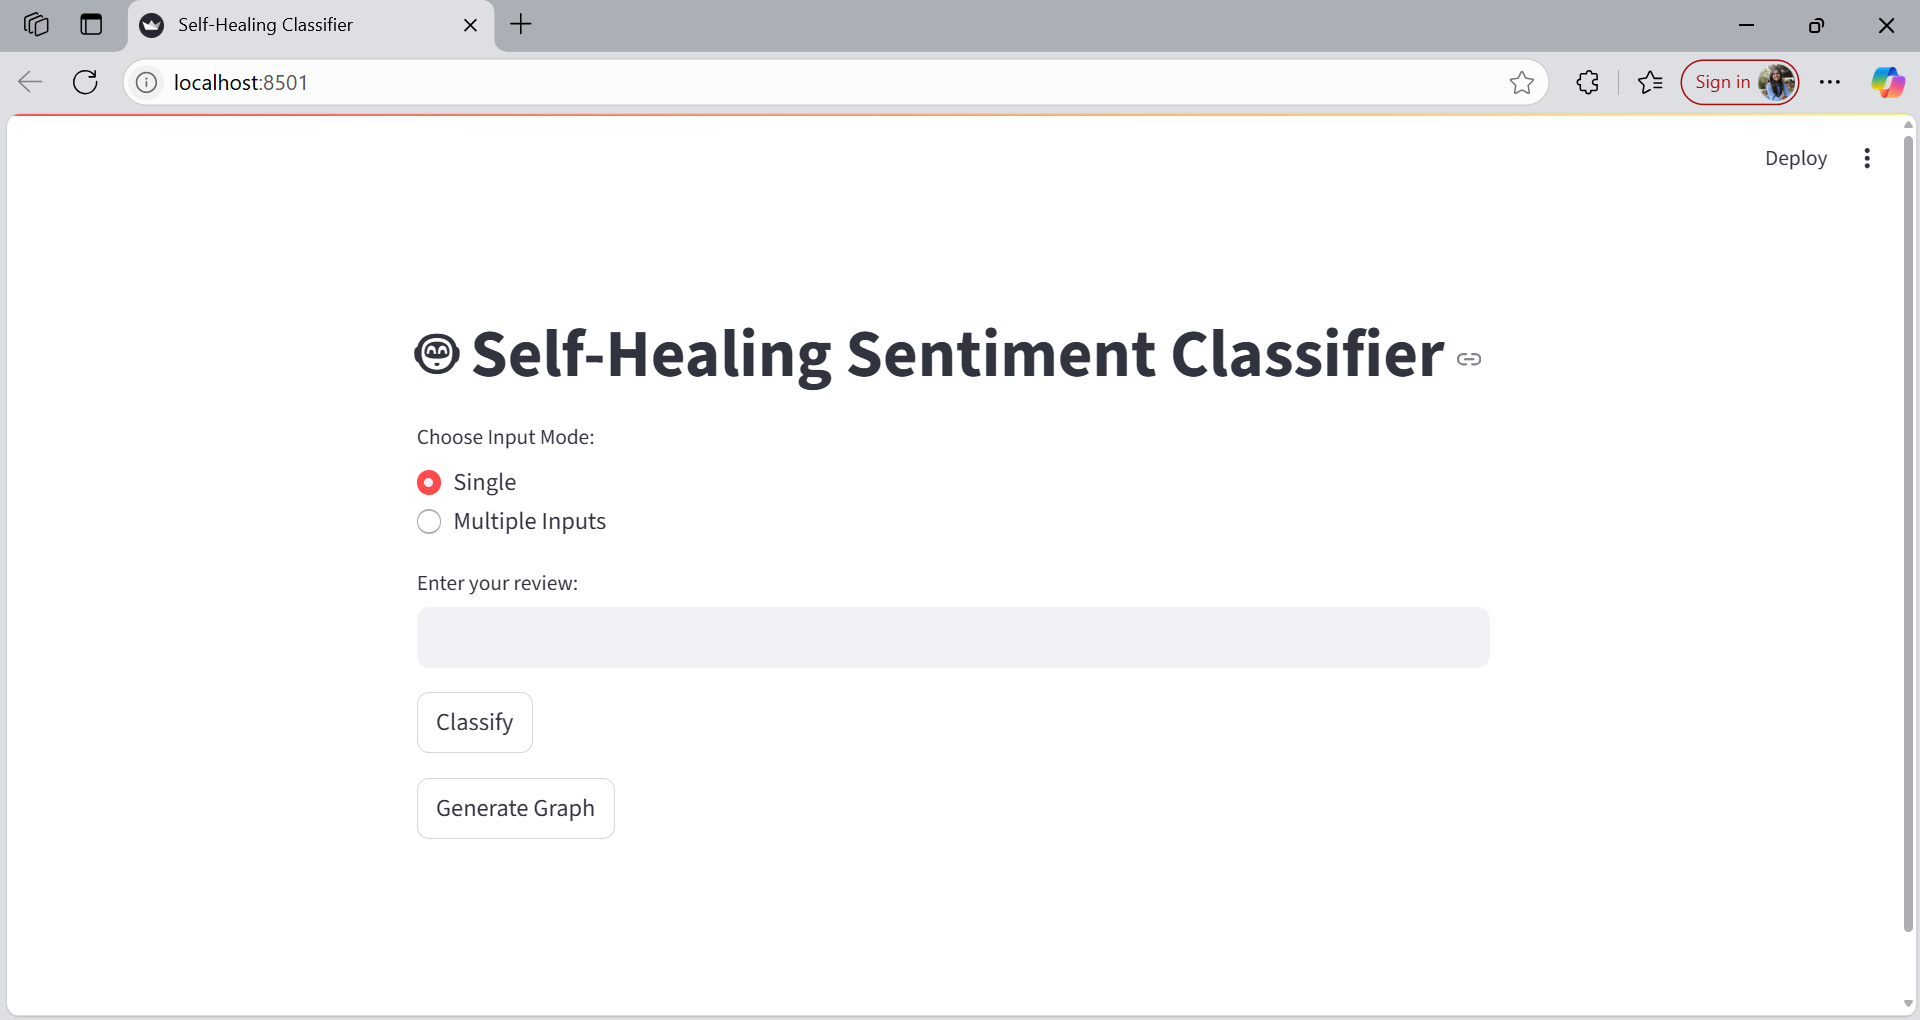 Self-Healing Classifier
localhost:8501
Sign in
Deploy
Self-Healing Sentiment Classifier
Choose Input Mode:
Single
Multiple Inputs
Enter your review:
Classify
Generate Graph